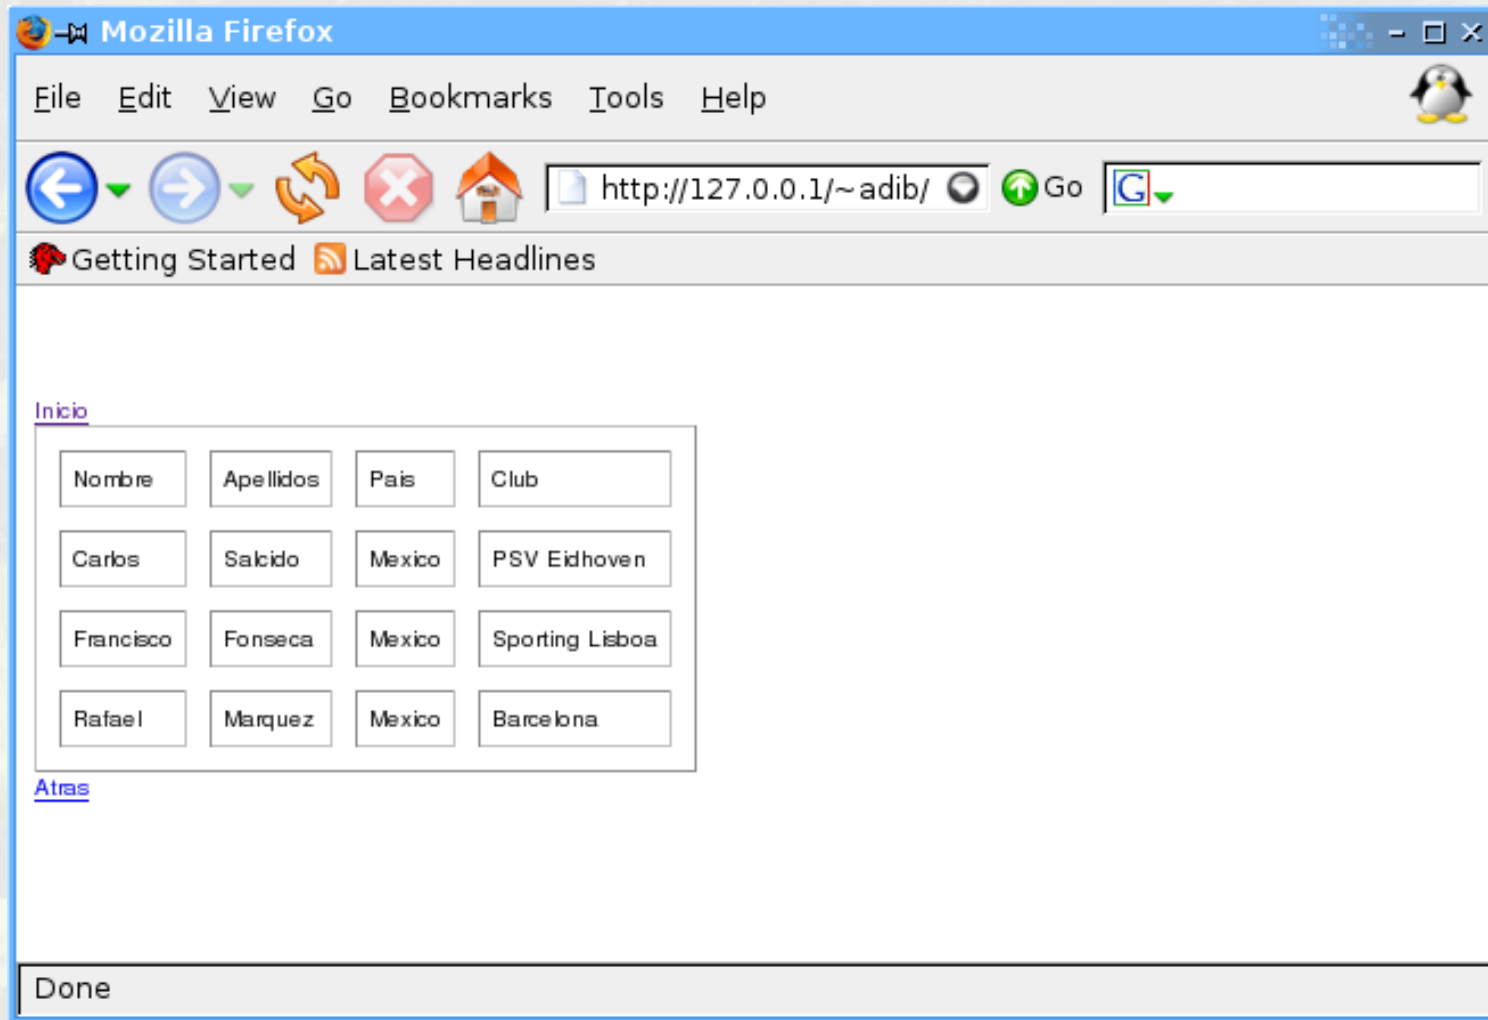 Mozilla Firefox
File Edit View Go Bookmarks Tools Help
http://127.0.0.1/~adib/ Go G
Getting Started Latest Headlines
Inicio
Nombre Apellidos Pais Club
Carlos Salcido Mexico PSV Eidhoven
Francisco Fonseca Mexico Sporting Lisboa
Rafael Marquez Mexico Barcelona
Atras
Done